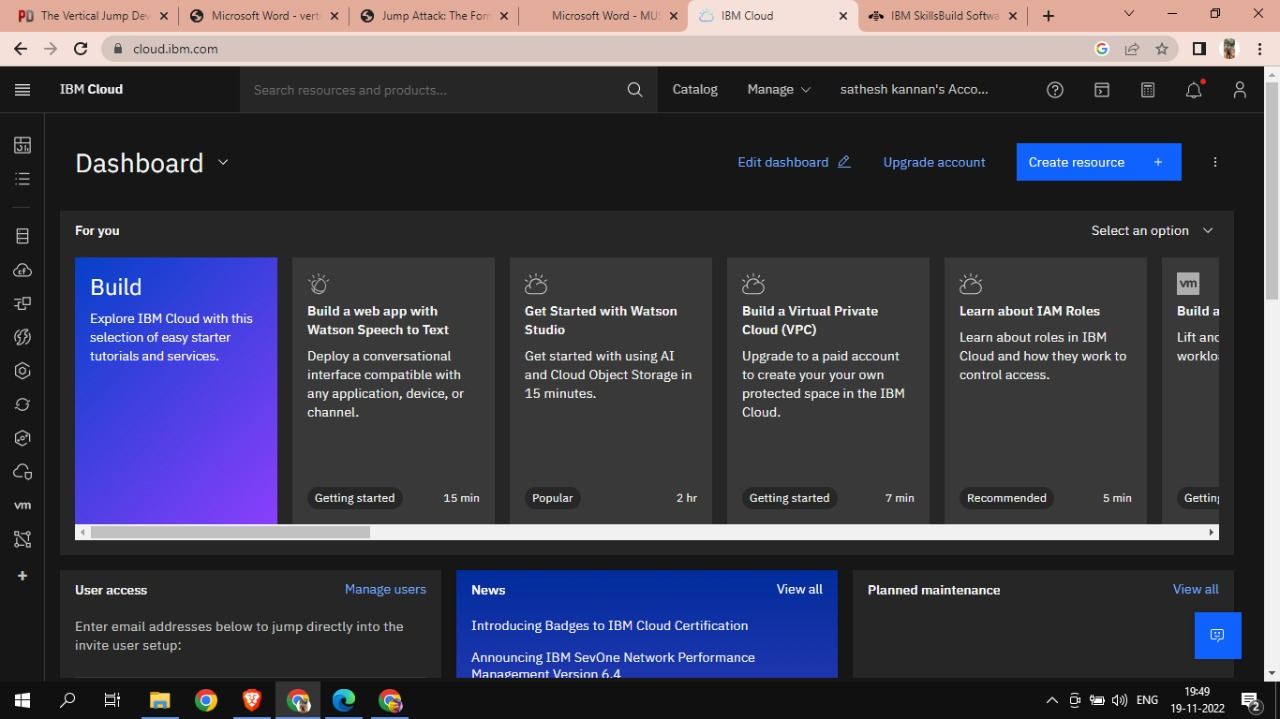 The Vertical Jump Dev
Microsoft Word - vert
Jump Attack: The Form
Microsoft Word - MUS
IBM Cloud
IBM SkillsBuild Softwa
cloud.ibm.com
IBM Cloud
Search resources and products...
Catalog
Manage
sathesh kannan's Acco...
Dashboard
Edit dashboard
Upgrade account
Create resource +
For you
Select an option
Build
Explore IBM Cloud with this
selection of easy starter
tutorials and services.
Build a web app with
Watson Speech to Text
Deploy a conversational
interface compatible with
any application, device, or
channel.
Getting started
15 min
Get Started with Watson
Studio
Get started with using AI
and Cloud Object Storage in
15 minutes.
Popular
2 hr
Build a Virtual Private
Cloud (VPC)
Upgrade to a paid account
to create your your own
protected space in the IBM
Cloud.
Getting started
7 min
Learn about IAM Roles
Learn about roles in IBM
Cloud and how they work to
control access.
Recommended
5 min
vm
Build a
Lift and
worklo
Getting
vm
User access
Manage users
Enter email addresses below to jump directly into the
invite user setup:
News
View all
Introducing Badges to IBM Cloud Certification
Announcing IBM SevOne Network Performance
Management Version 6.4
Planned maintenance
View all
ENG
19:49
19-11-2022
2